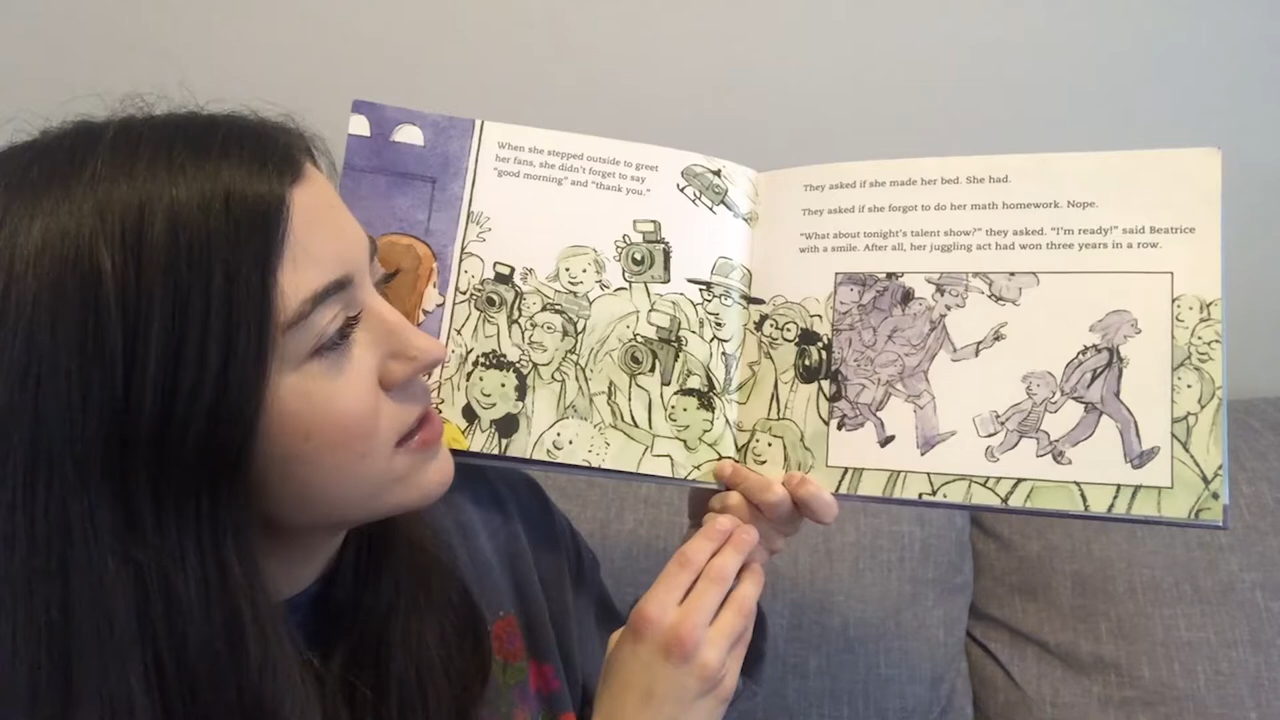 When she stepped outside to greet
her fans, she didn't forget to say
"good morning" and "thank you."
They asked if she made her bed. She had.
They asked if she forgot to do her math homework. Nope.
"What about tonight's talent show?" they asked. "I'm ready!" said Beatrice
with a smile. After all, her juggling act had won three years in a row.